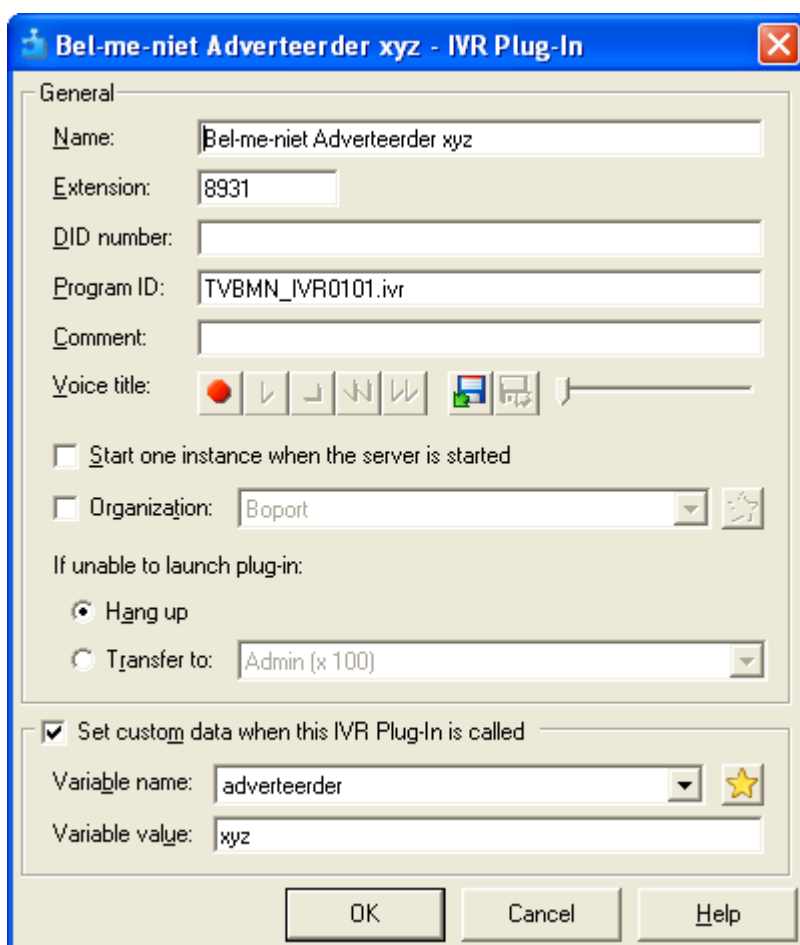 Bel-me-niet Adverteerder xyz - IVR Plug-In
General
Name: Bel-me-niet Adverteerder xyz
Extension: 8931
DID number:
Program ID: TVBMN_IVR0101.ivr
Comment:
Voice title:
Start one instance when the server is started
Organization: Boport
If unable to launch plug-in:
Hang up
Transfer to: Admin (x 100)
Set custom data when this IVR Plug-In is called
Variable name: adverteerder
Variable value: xyz
OK Cancel Help